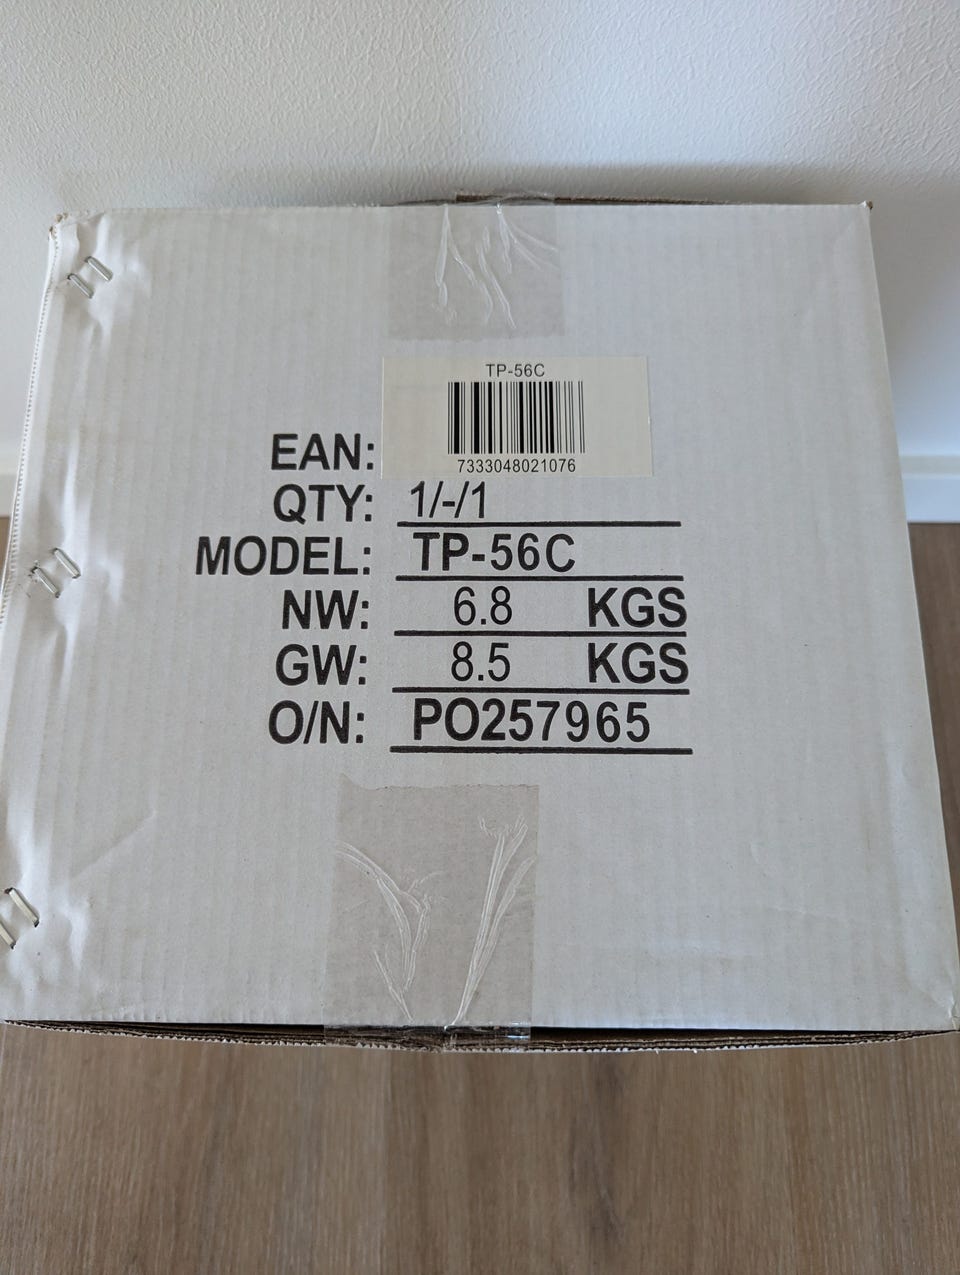 TP-56C
7333048021076
EAN:
QTY: 1/-/1
MODEL: TP-56C
NW: 6.8 KGS
GW: 8.5 KGS
O/N: PO257965